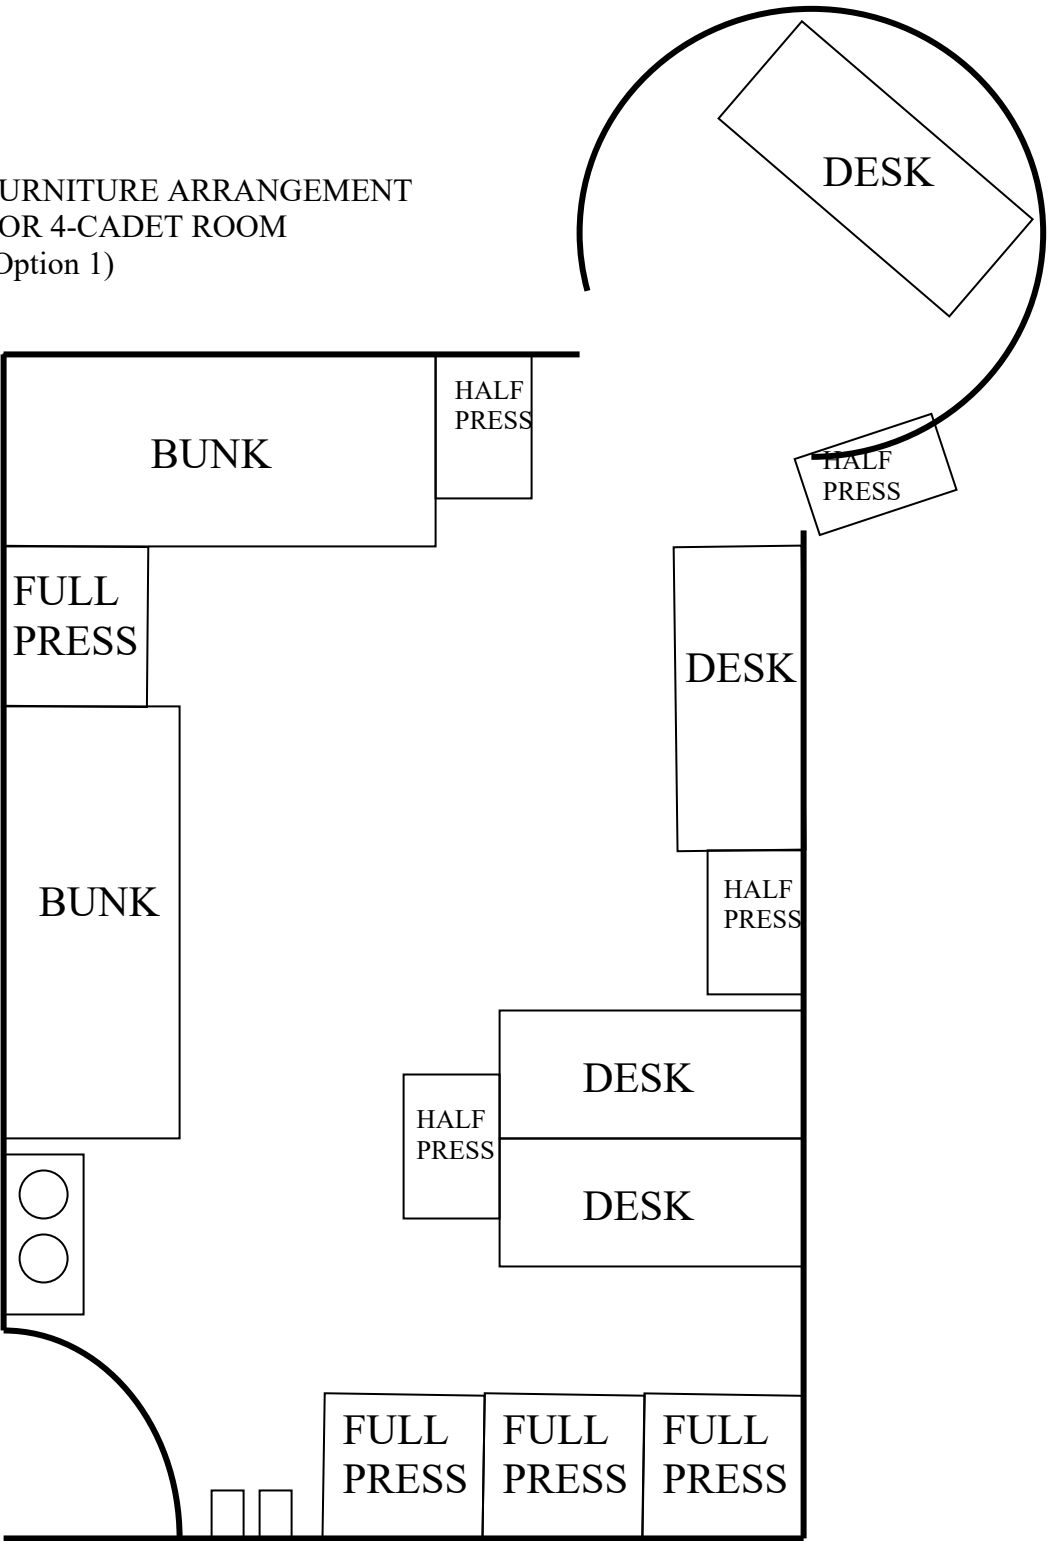 URNITURE ARRANGEMENT
OR 4-CADET ROOM
Option 1)
DESK
HALF
PRESS
BUNK
HALF
PRESS
FULL
PRESS
DESK
HALF
PRESS
BUNK
DESK
HALF
PRESS
DESK
FULL
PRESS
FULL
PRESS
FULL
PRESS